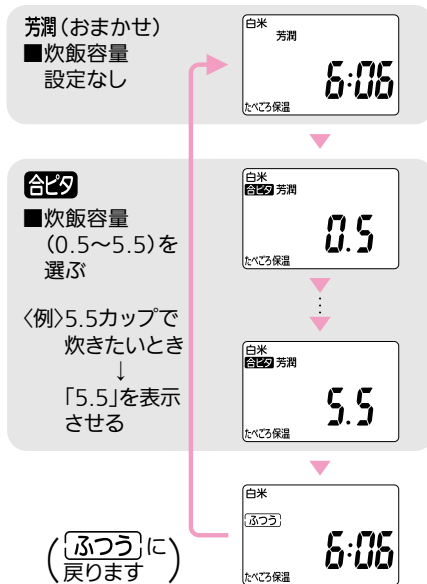 芳潤(おまかせ)
■炊飯容量
設定なし
白米
芳潤
6:06
たべごろ保温
合ピタ
■炊飯容量
(0.5~5.5)を
選ぶ
〈例〉5.5カップで
炊きたいとき
↓
「5.5」を表示
させる
白米
合ピタ 芳潤
0.5
たべごろ保温
白米
合ピタ 芳潤
5.5
たべごろ保温
(ふつうに
戻ります)
白米
ふつう
6:06
たべごろ保温